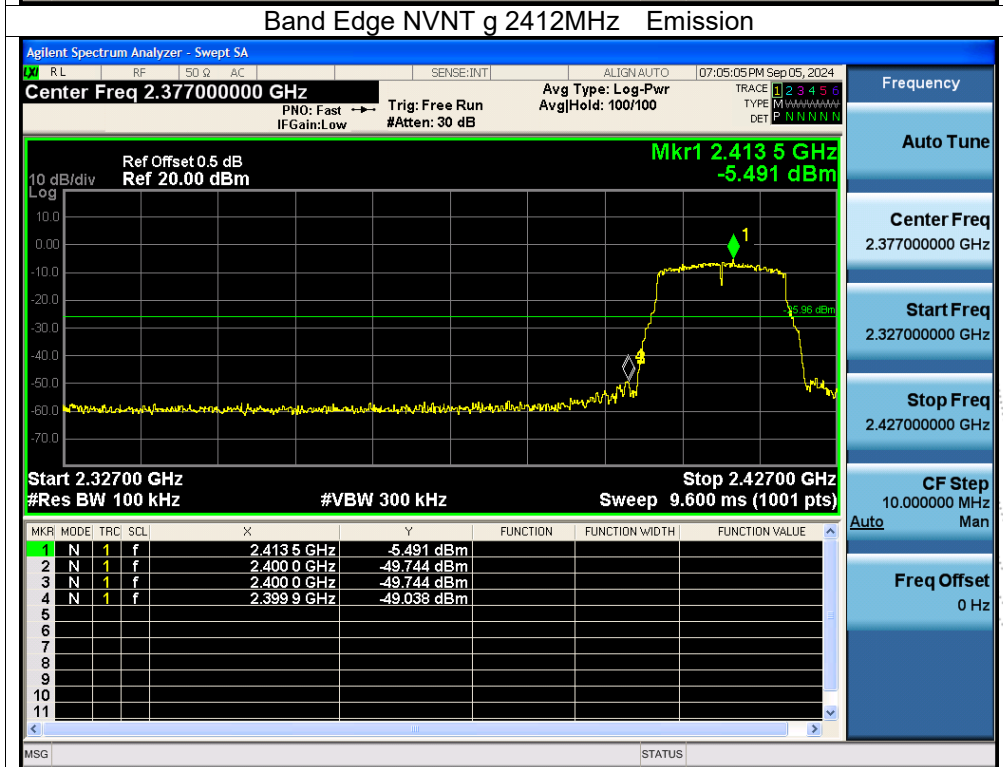 Band Edge NVNT g 2412MHz Emission
Agilent Spectrum Analyzer - Swept SA
LXI RL RF 50 Ω AC SENSE:INT ALIGN AUTO 07:05:05 PM Sep 05, 2024
Center Freq 2.377000000 GHz
PNO: Fast
IFGain:Low
Trig: Free Run
#Atten: 30 dB
Avg Type: Log-Pwr
Avg|Hold: 100/100
TRACE 1 2 3 4 5 6
TYPE M WWWWW
DET P N N N N N
Frequency
Auto Tune
Center Freq
2.377000000 GHz
Start Freq
2.327000000 GHz
Stop Freq
2.427000000 GHz
CF Step
10.000000 MHz
Auto Man
Freq Offset
0 Hz
Mkr1 2.413 5 GHz
-5.491 dBm
Ref Offset 0.5 dB
10 dB/div Ref 20.00 dBm
Log
10.0
0.00
-10.0
-20.0
-30.0
-40.0
-50.0
-60.0
-70.0
1
-25.96 dBm
Start 2.32700 GHz Stop 2.42700 GHz
#Res BW 100 kHz #VBW 300 kHz Sweep 9.600 ms (1001 pts)
MKR MODE TRC SCL X Y FUNCTION FUNCTION WIDTH FUNCTION VALUE
1 N 1 f 2.413 5 GHz -5.491 dBm
2 N 1 f 2.400 0 GHz -49.744 dBm
3 N 1 f 2.400 0 GHz -49.744 dBm
4 N 1 f 2.399 9 GHz -49.038 dBm
5
6
7
8
9
10
11
MSG STATUS